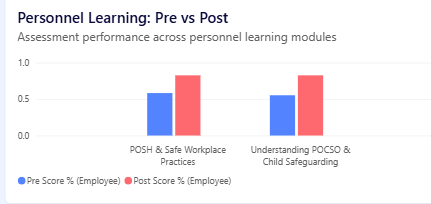 Personnel Learning: Pre vs Post
Assessment performance across personnel learning modules
1.0
0.5
0.0
POSH & Safe Workplace
Practices
Understanding POCSO &
Child Safeguarding
Pre Score % (Employee) Post Score % (Employee)